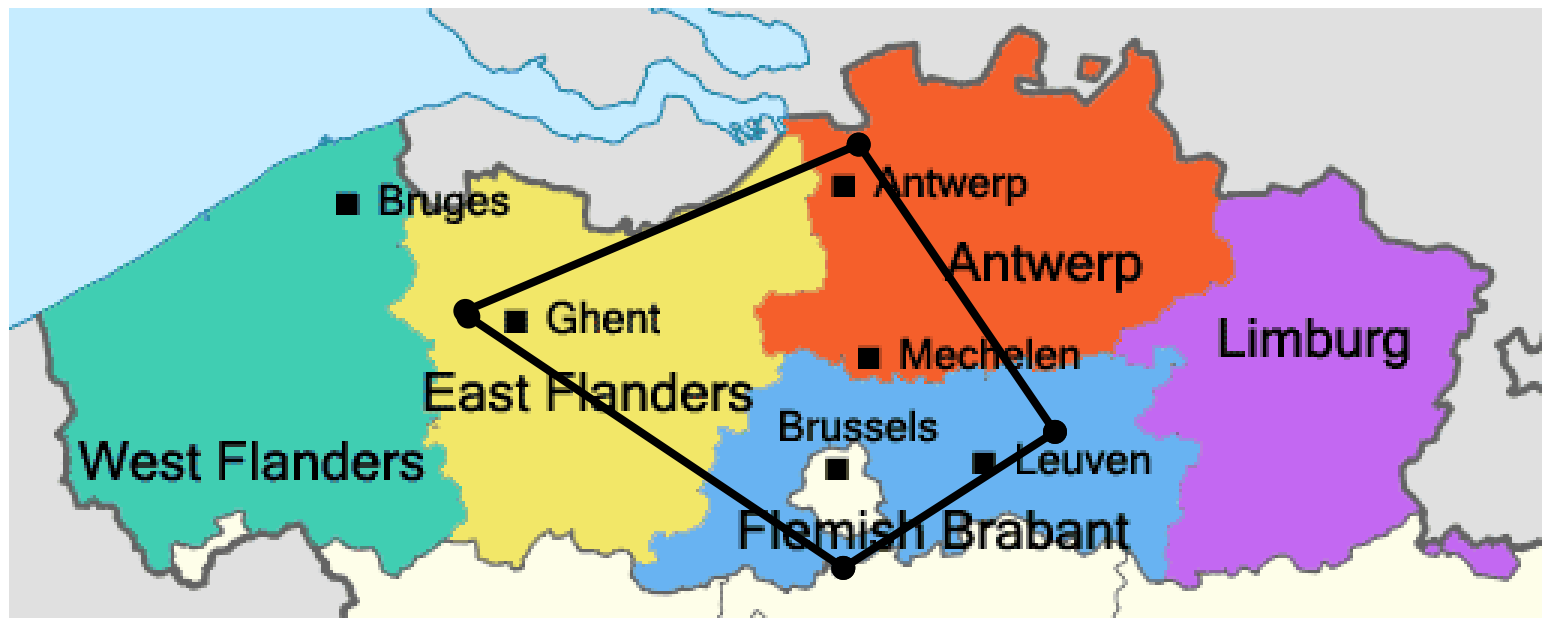 Bruges
Antwerp
Antwerp
Ghent
Limburg
Mechelen
East Flanders
Brussels
West Flanders
Leuven
Flemish Brabant